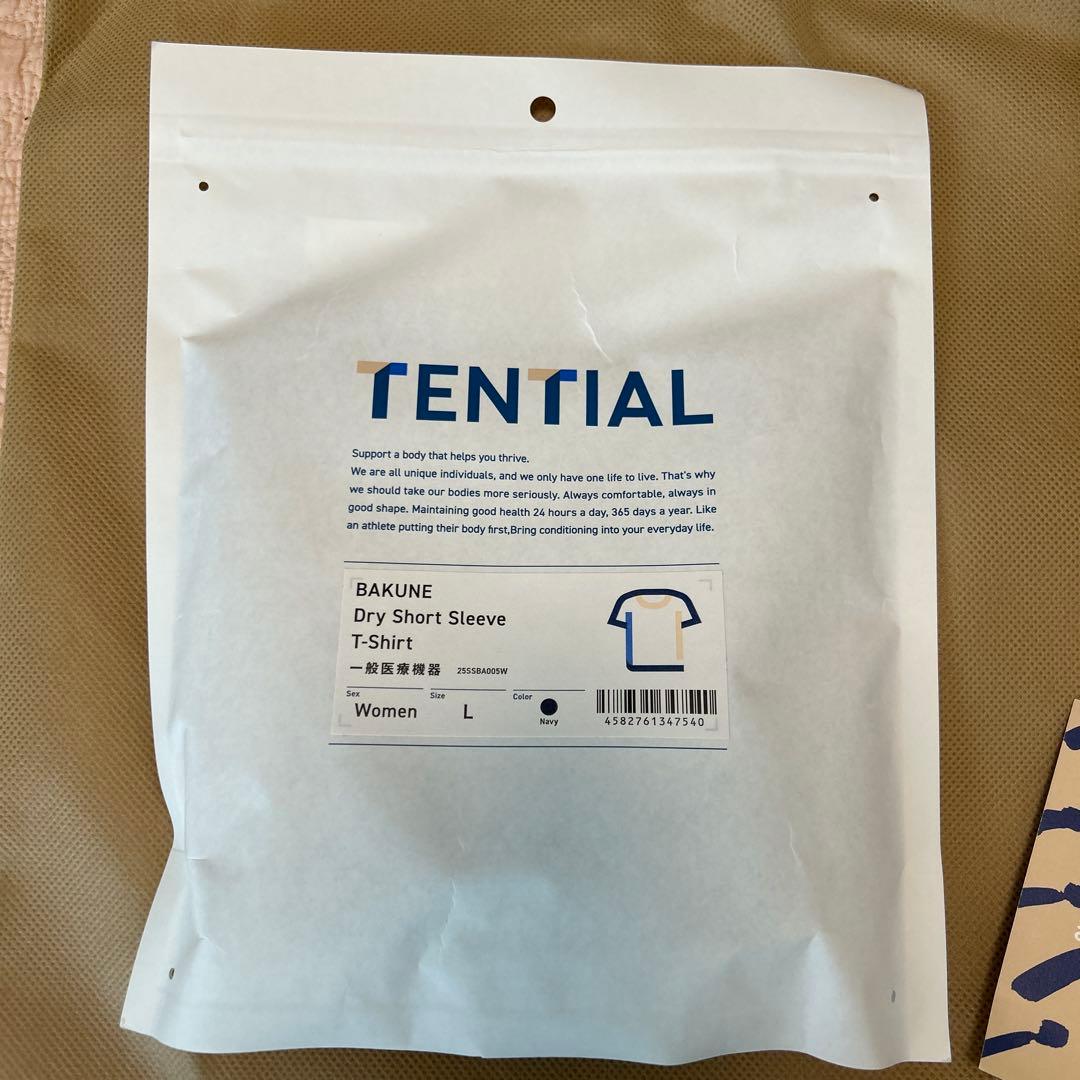 TENTIAL
Support a body that helps you thrive.
We are all unique individuals, and we only have one life to live. That's why
we should take our bodies more seriously. Always comfortable, always in
good shape. Maintaining good health 24 hours a day, 365 days a year. Like
an athlete putting their body first,Bring conditioning into your everyday life.
BAKUNE
Dry Short Sleeve
T-Shirt
一般医療機器 25SSBA005W
Sex Size Color
Women L Navy
4582761347540